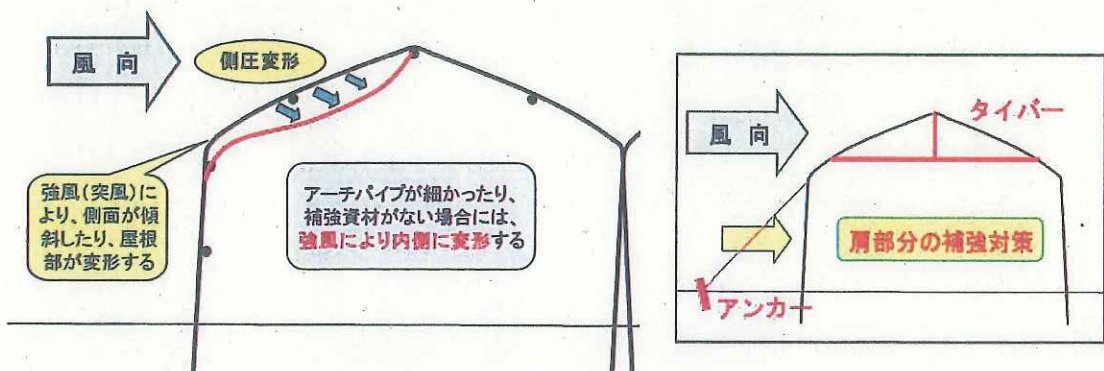 風 向
側圧変形
強風(突風)に
より、側面が傾
斜したり、屋根
部が変形する
アーチパイプが細かったり、
補強資材がない場合には、
強風により内側に変形する
風 向
タイバー
肩部分の補強対策
アンカー